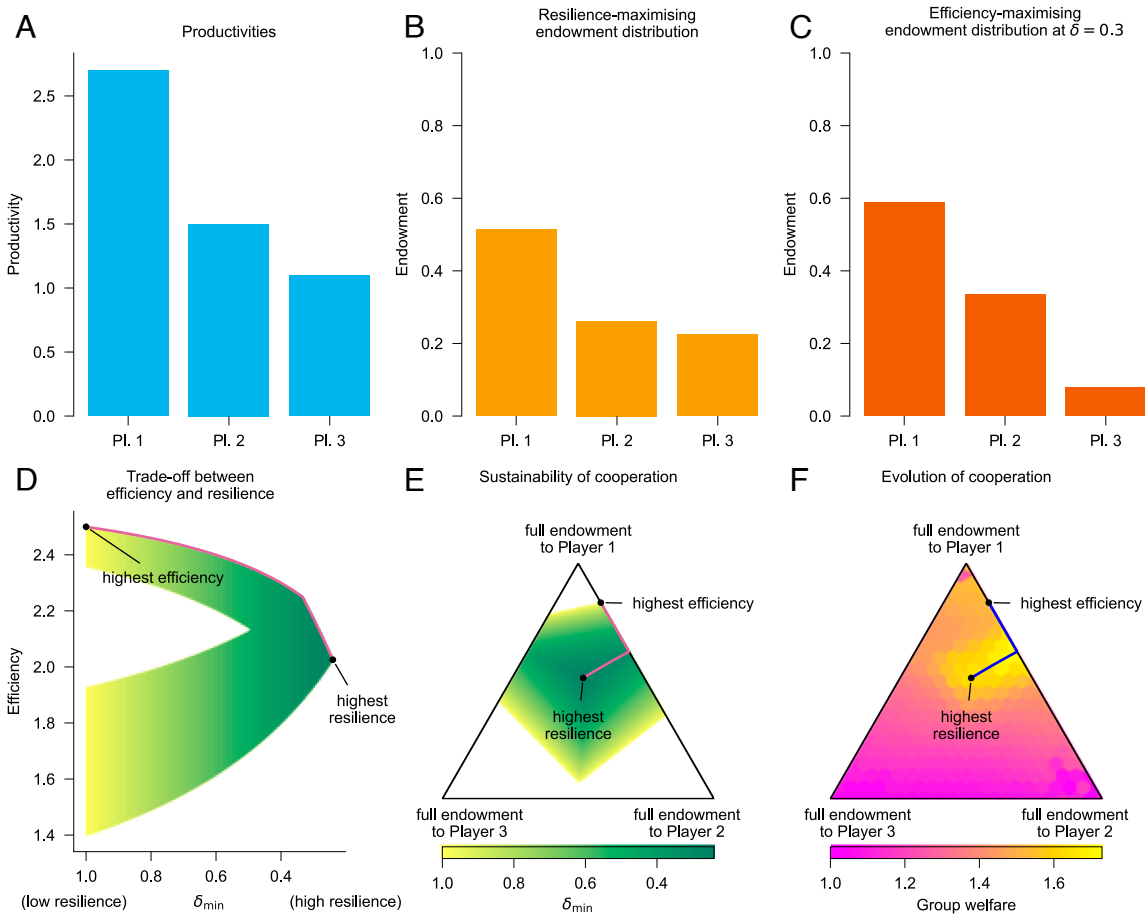 A
Productivities
Productivity
2.5
2.0
1.5
1.0
0.5
0.0
Pl. 1
Pl. 2
Pl. 3
B
Resilience-maximising
endowment distribution
Endowment
1.0
0.8
0.6
0.4
0.2
0.0
Pl. 1
Pl. 2
Pl. 3
C
Efficiency-maximising
endowment distribution at δ = 0.3
Endowment
1.0
0.8
0.6
0.4
0.2
0.0
Pl. 1
Pl. 2
Pl. 3
D
Trade-off between
efficiency and resilience
Efficiency
2.4
2.2
2.0
1.8
1.6
1.4
highest efficiency
highest
resilience
1.0
0.8
0.6
0.4
(low resilience)
δmin
(high resilience)
E
Sustainability of cooperation
full endowment
to Player 1
highest efficiency
highest
resilience
full endowment
to Player 3
full endowment
to Player 2
1.0
0.8
0.6
0.4
δmin
F
Evolution of cooperation
full endowment
to Player 1
highest efficiency
highest
resilience
full endowment
to Player 3
full endowment
to Player 2
1.0
1.2
1.4
1.6
Group welfare